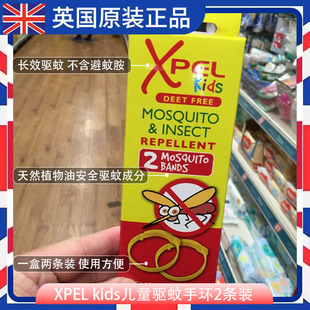 英国原装正品
长效驱蚊 不含避蚊胺
XPEL
Kids
DEET FREE
MOSQUITO
& INSECT
REPELLENT
2 MOSQUITO
BANDS
天然植物油安全驱蚊成分
一盒两条装 使用方便
XPEL kids儿童驱蚊手环2条装